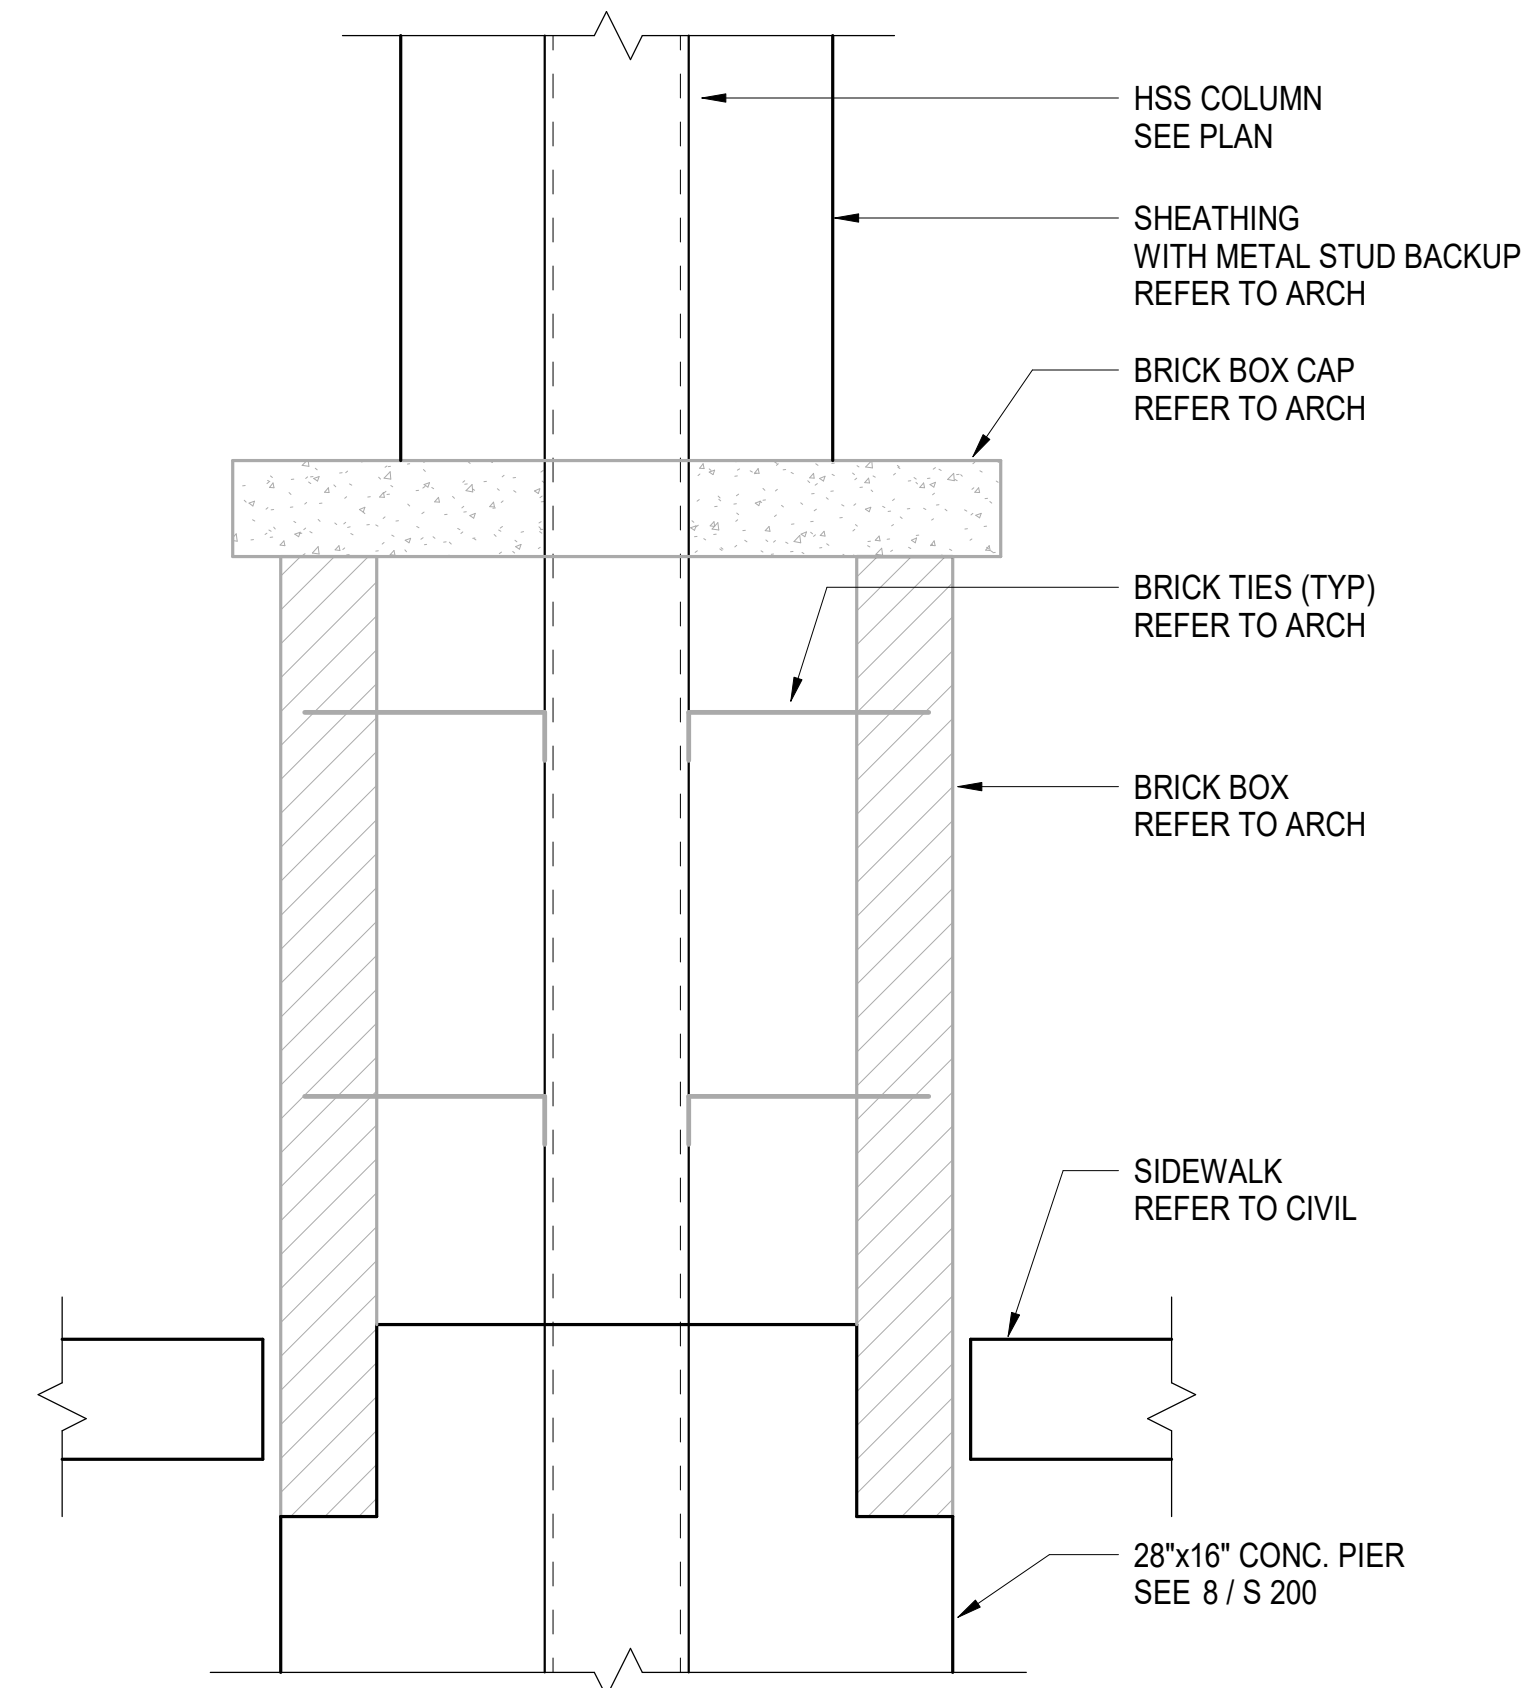 HSS COLUMN
SEE PLAN
SHEATHING
WITH METAL STUD BACKUP
REFER TO ARCH
BRICK BOX CAP
REFER TO ARCH
BRICK TIES (TYP)
REFER TO ARCH
BRICK BOX
REFER TO ARCH
SIDEWALK
REFER TO CIVIL
28"x16" CONC. PIER
SEE 8 / S 200